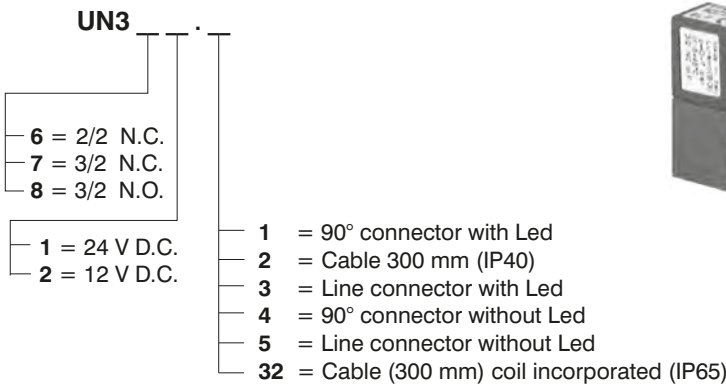 UN3 _ _ . _
6 = 2/2 N.C.
7 = 3/2 N.C.
8 = 3/2 N.O.
1 = 24 V D.C.
2 = 12 V D.C.
1 = 90° connector with Led
2 = Cable 300 mm (IP40)
3 = Line connector with Led
4 = 90° connector without Led
5 = Line connector without Led
32 = Cable (300 mm) coil incorporated (IP65)